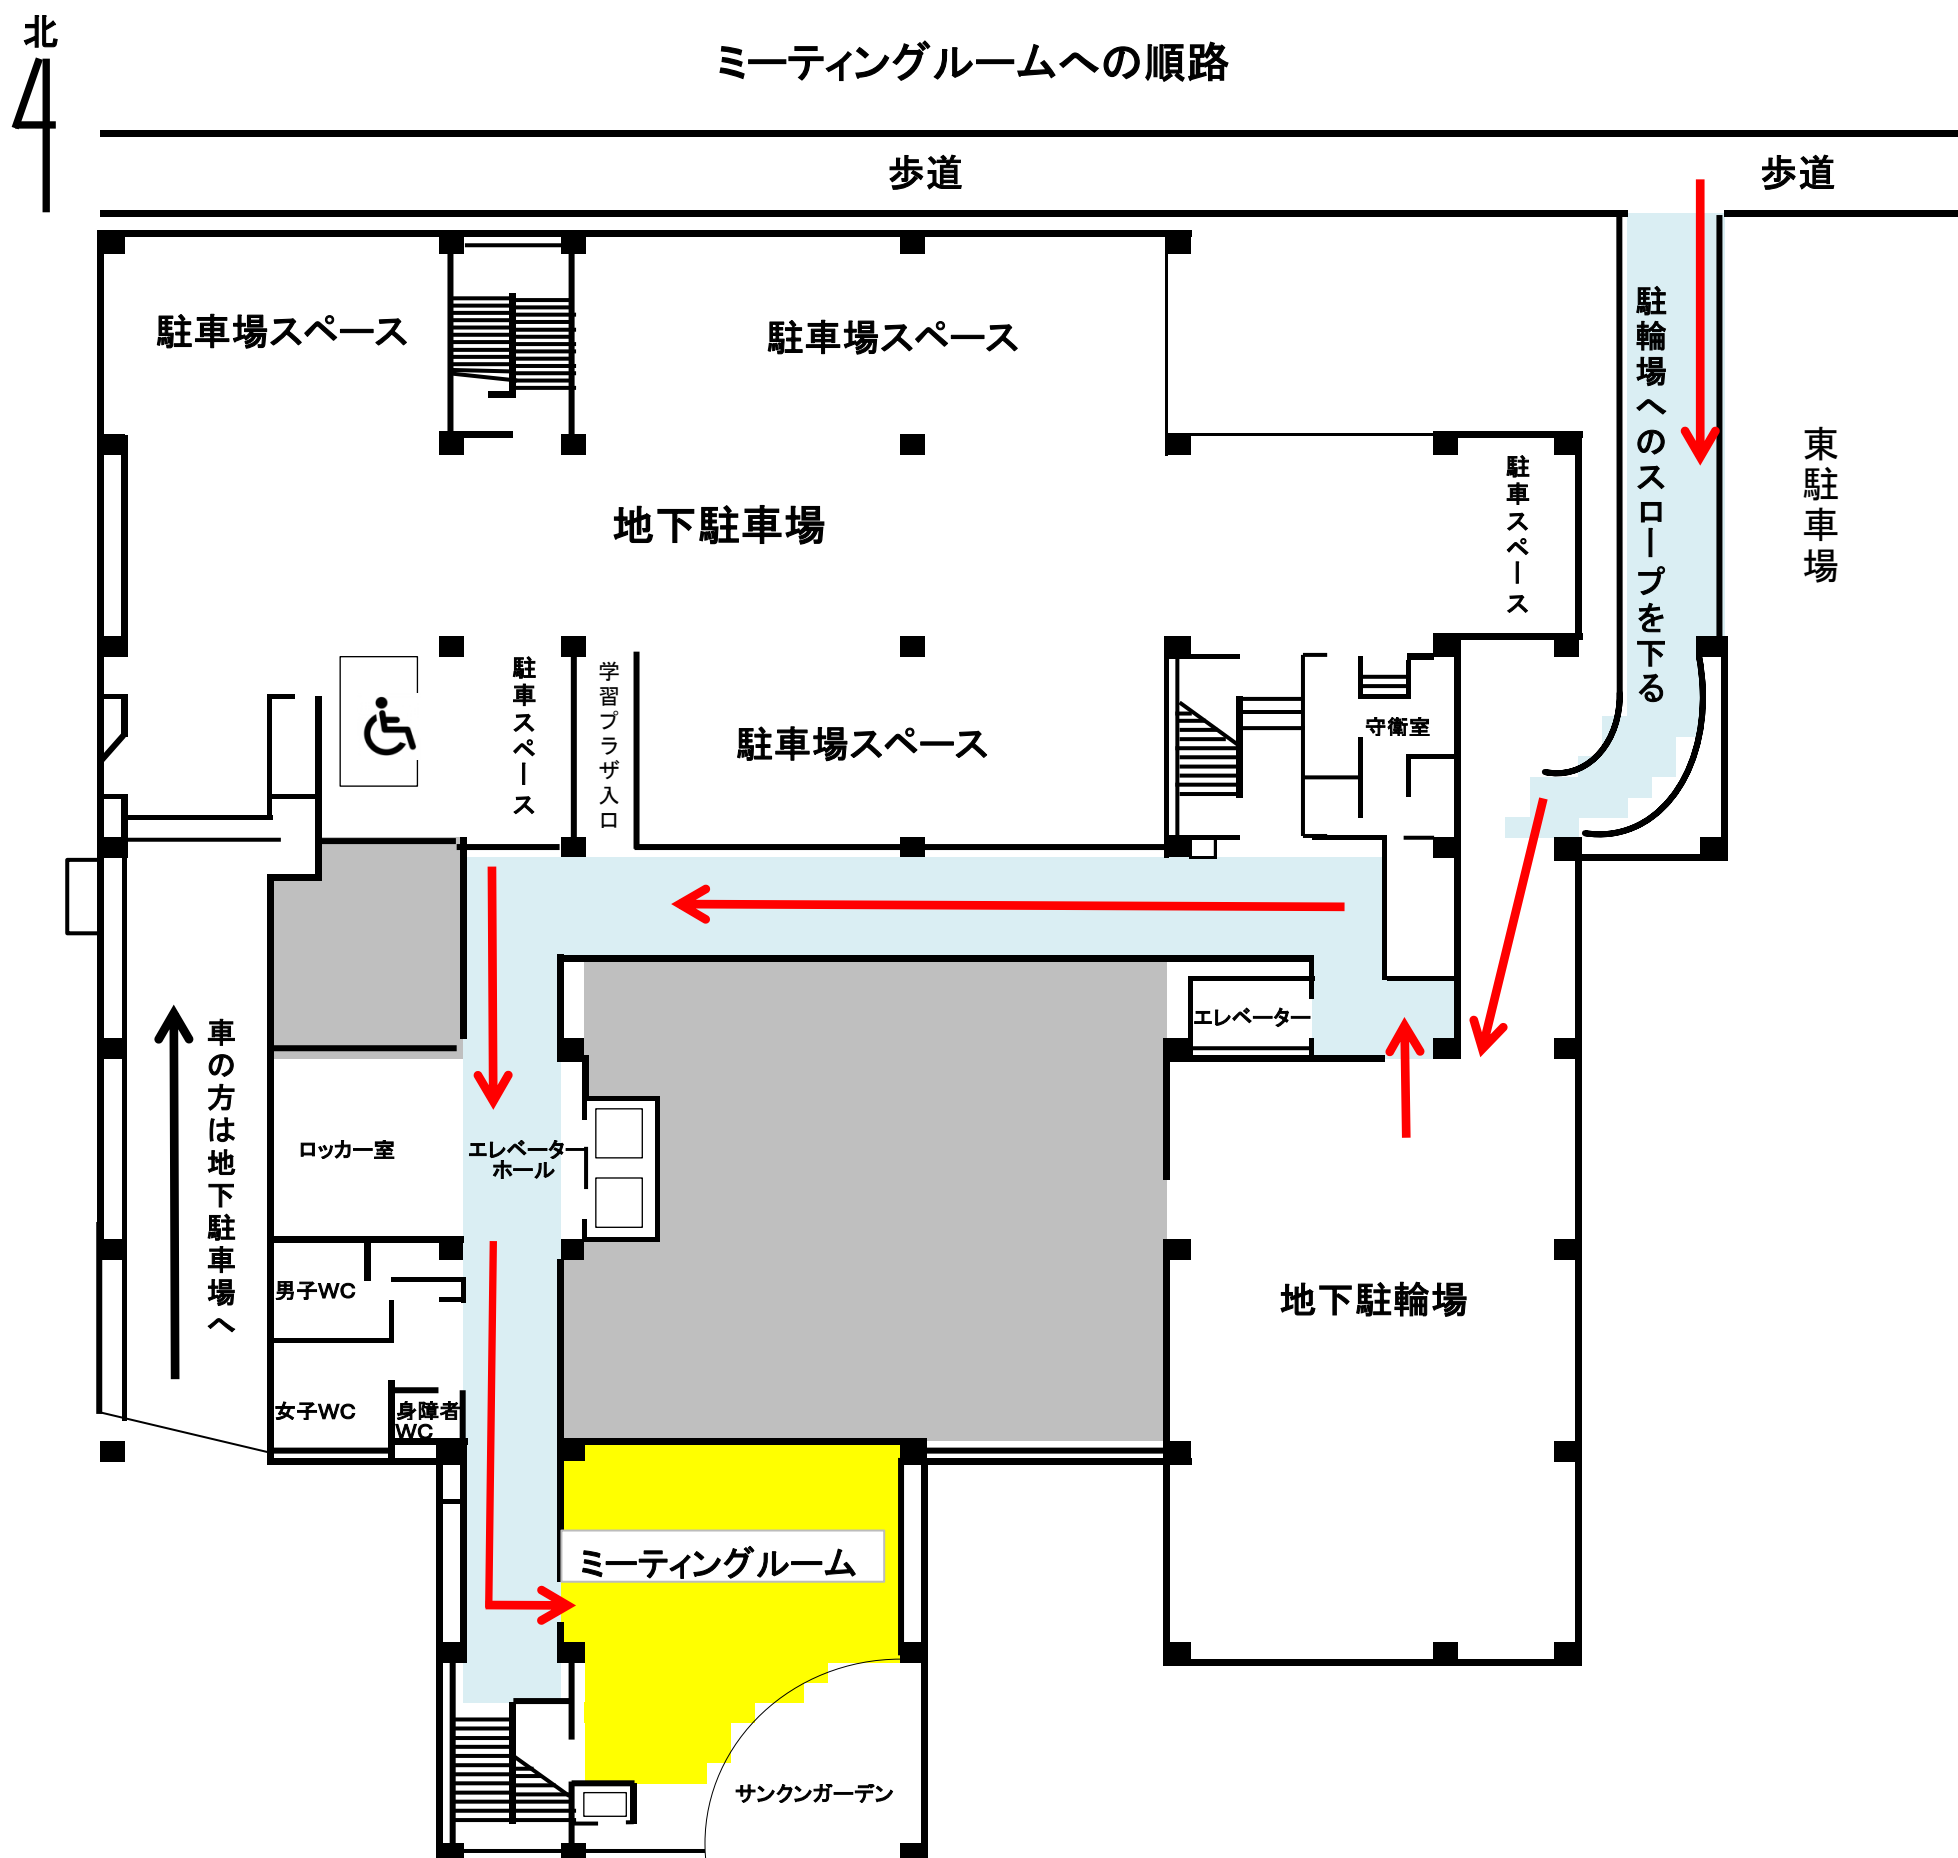 北
ミーティングルームへの順路
歩道
歩道
駐輪場へのスロープを下る
駐車場スペース
駐車場スペース
東駐車場
駐車スペース
地下駐車場
駐車スペース
学習プラザ入口
守衛室
駐車場スペース
エレベーター
車の方は地下駐車場へ
ロッカー室
エレベーター
ホール
男子WC
地下駐輪場
女子WC
身障者
WC
ミーティングルーム
サンクンガーデン